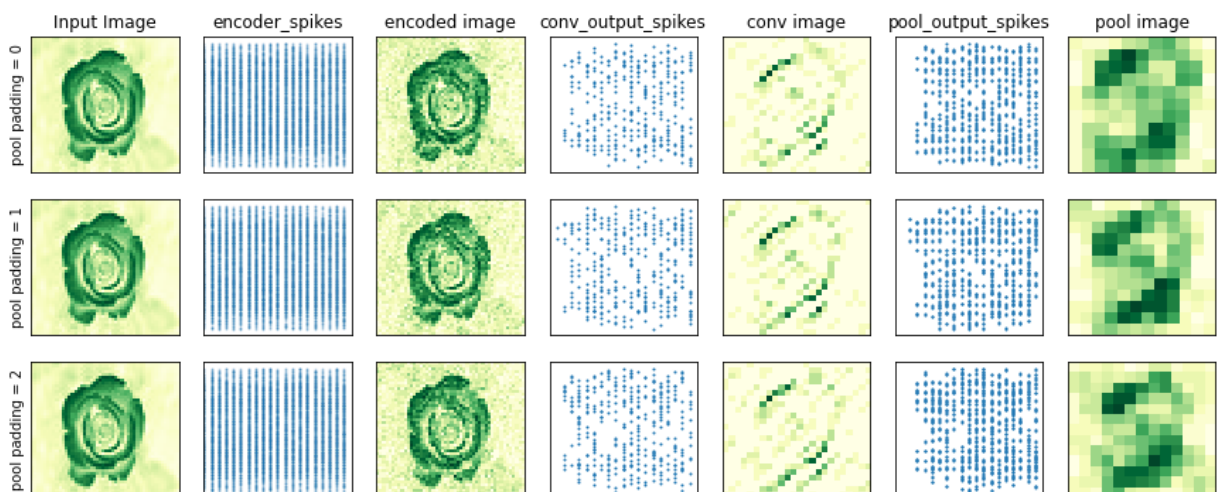 Input Image encoder_spikes encoded image conv_output_spikes conv image pool_output_spikes pool image
pool padding = 0
pool padding = 1
pool padding = 2